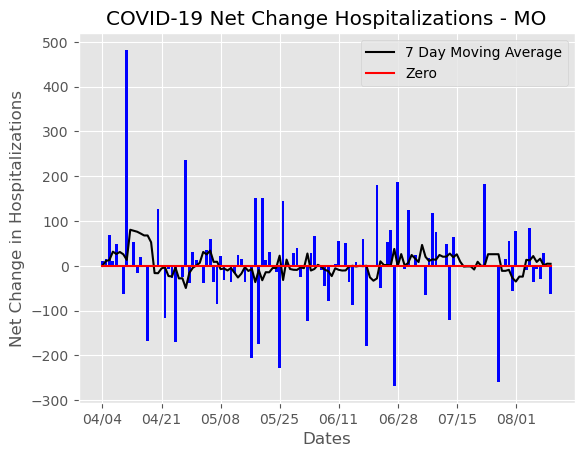 COVID-19 Net Change Hospitalizations - MO
500
400
300
200
100
0
−100
−200
−300
Net Change in Hospitalizations
7 Day Moving Average
Zero
04/04 04/21 05/08 05/25 06/11 06/28 07/15 08/01
Dates